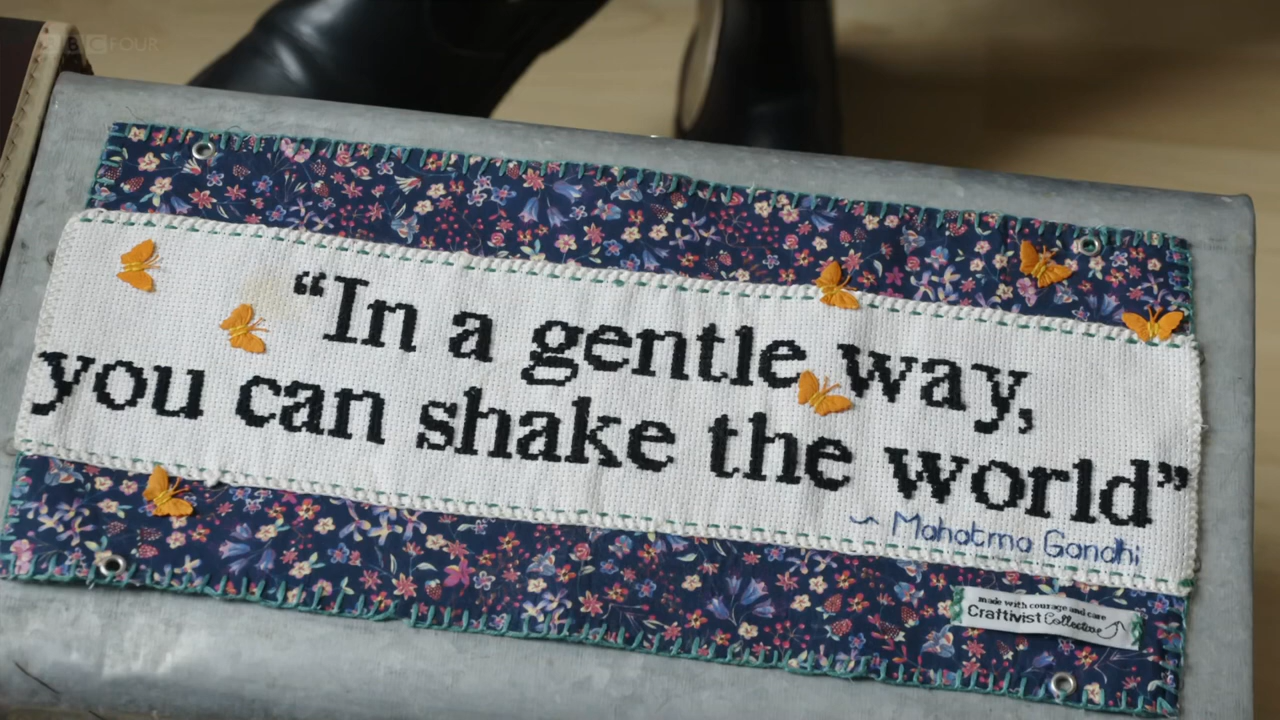 BBC FOUR
“In a gentle way,
you can shake the world”
~ Mahatma Gandhi
made with courage and care
Craftivist Collective